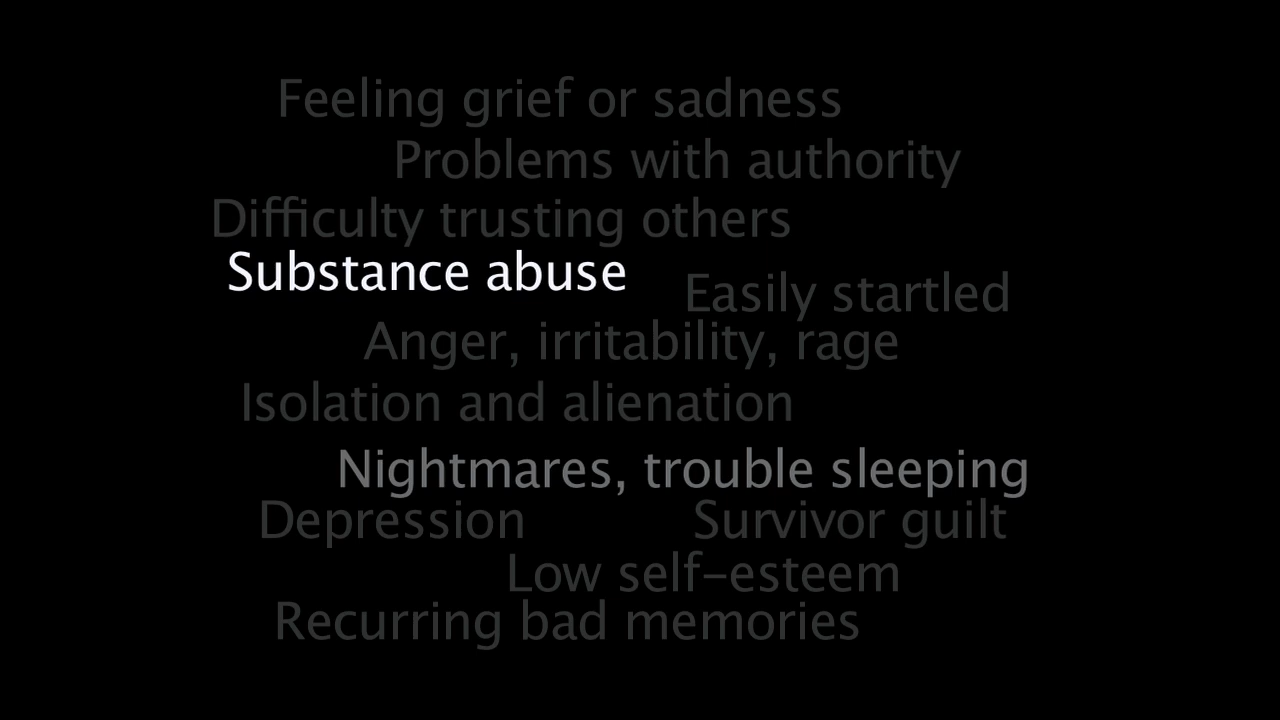 Feeling grief or sadness
Problems with authority
Difficulty trusting others
Substance abuse
Easily startled
Anger, irritability, rage
Isolation and alienation
Nightmares, trouble sleeping
Depression
Survivor guilt
Low self-esteem
Recurring bad memories